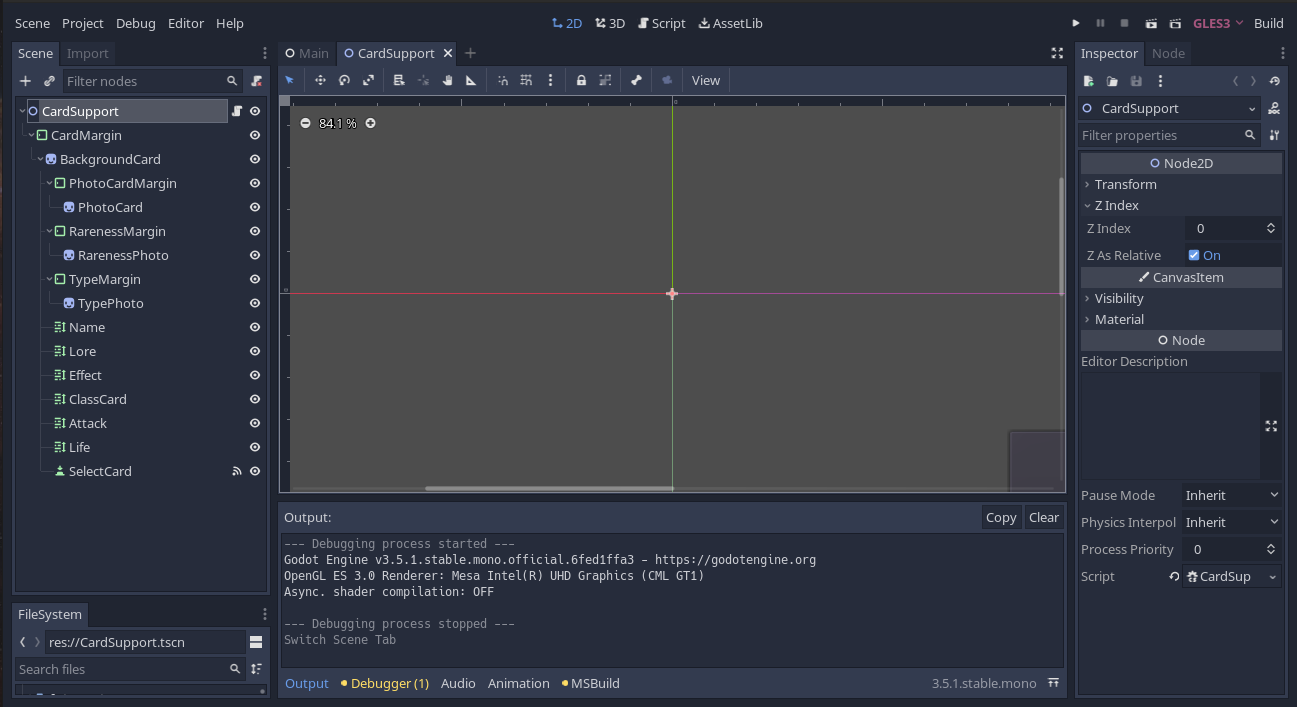 Scene Project Debug Editor Help 2D 3D Script AssetLib GLES3 Build
Scene Import
Filter nodes
CardSupport
CardMargin
BackgroundCard
PhotoCardMargin
PhotoCard
RarenessMargin
RarenessPhoto
TypeMargin
TypePhoto
Name
Lore
Effect
ClassCard
Attack
Life
SelectCard
FileSystem
res://CardSupport.tscn
Search files
Main CardSupport
View
0
84.1 %
0
Output: Copy Clear
--- Debugging process started ---
Godot Engine v3.5.1.stable.mono.official.6fed1ffa3 - https://godotengine.org
OpenGL ES 3.0 Renderer: Mesa Intel(R) UHD Graphics (CML GT1)
Async. shader compilation: OFF
--- Debugging process stopped ---
Switch Scene Tab
Output Debugger (1) Audio Animation MSBuild 3.5.1.stable.mono
Inspector Node
CardSupport
Filter properties
Node2D
Transform
Z Index
Z Index 0
Z As Relative On
CanvasItem
Visibility
Material
Node
Editor Description
Pause Mode Inherit
Physics Interpol Inherit
Process Priority 0
Script CardSup